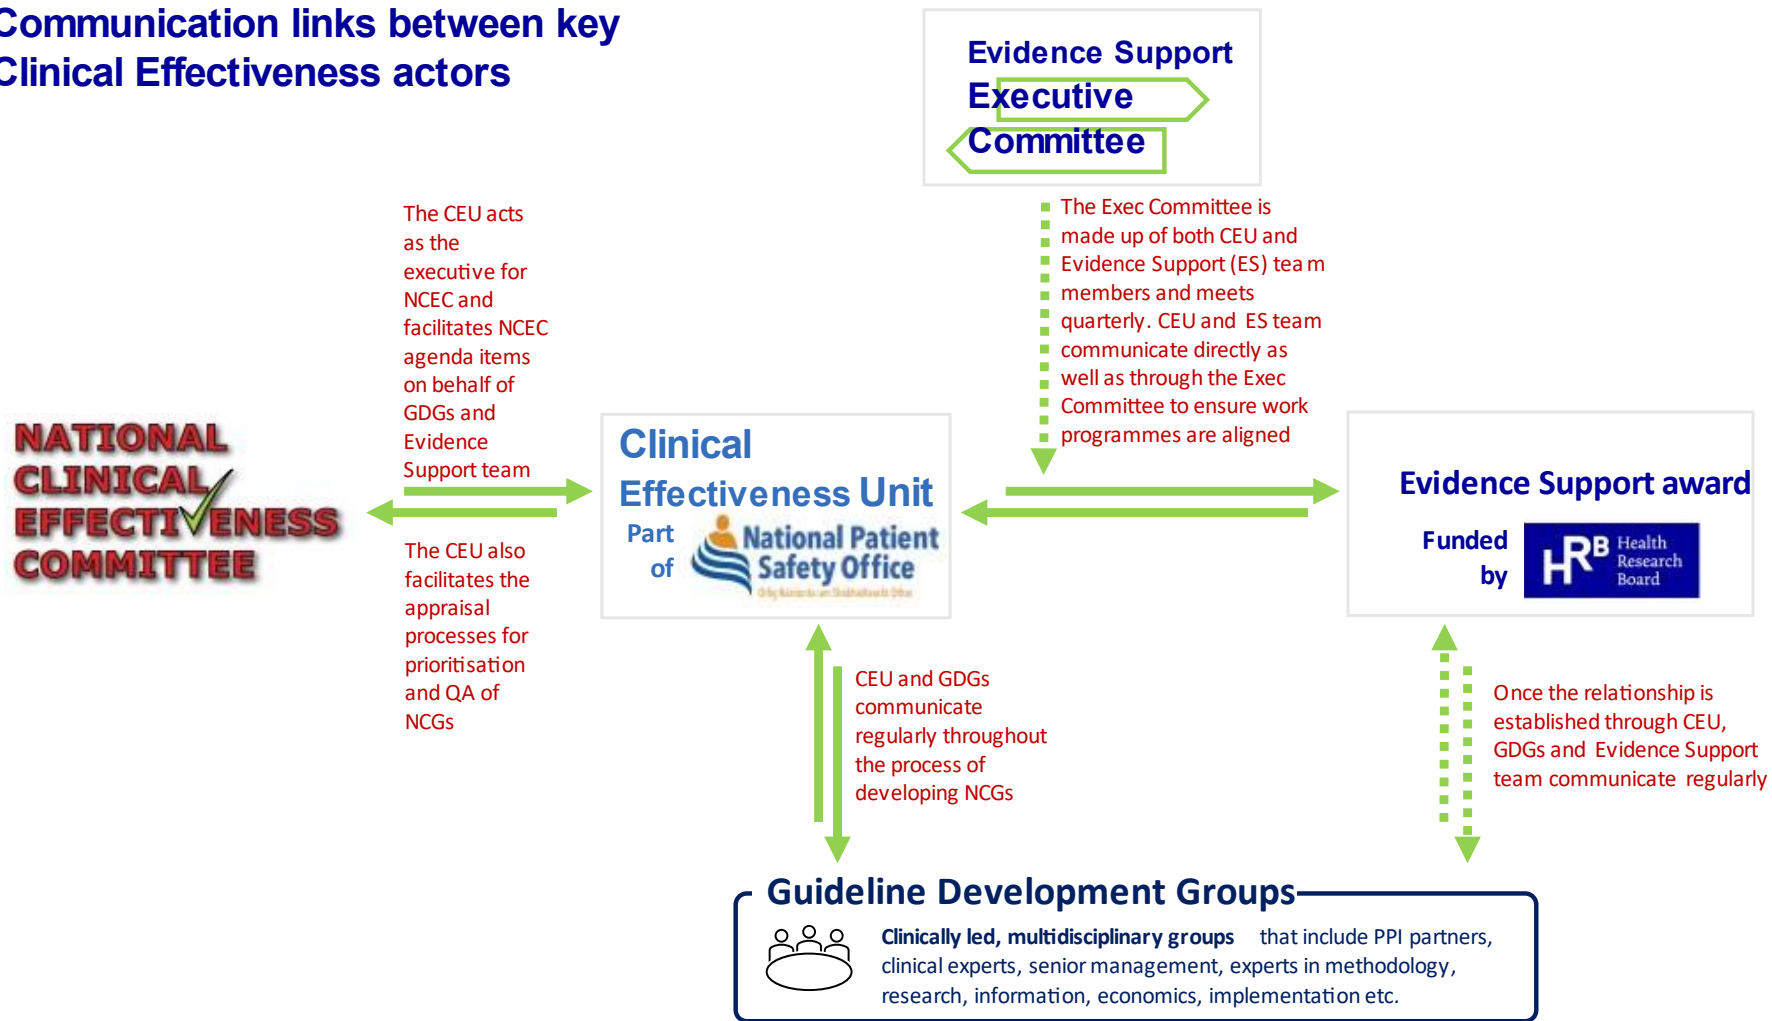 Communication links between key
Clinical Effectiveness actors
Evidence Support
Executive
Committee
The CEU acts
as the
executive for
NCEC and
facilitates NCEC
agenda items
on behalf of
GDGs and
Evidence
Support team
The Exec Committee is
made up of both CEU and
Evidence Support (ES) team
members and meets
quarterly. CEU and ES team
communicate directly as
well as through the Exec
Committee to ensure work
programmes are aligned
NATIONAL
CLINICAL
EFFECTIVENESS
COMMITTEE
The CEU also
facilitates the
appraisal
processes for
prioritisation
and QA of
NCGs
Clinical
Effectiveness Unit
Part
of
National Patient
Safety Office
Evidence Support award
Funded
by
HRB
Health
Research
Board
CEU and GDGs
communicate
regularly throughout
the process of
developing NCGs
Once the relationship is
established through CEU,
GDGs and Evidence Support
team communicate regularly
Guideline Development Groups
Clinically led, multidisciplinary groups that include PPI partners,
clinical experts, senior management, experts in methodology,
research, information, economics, implementation etc.